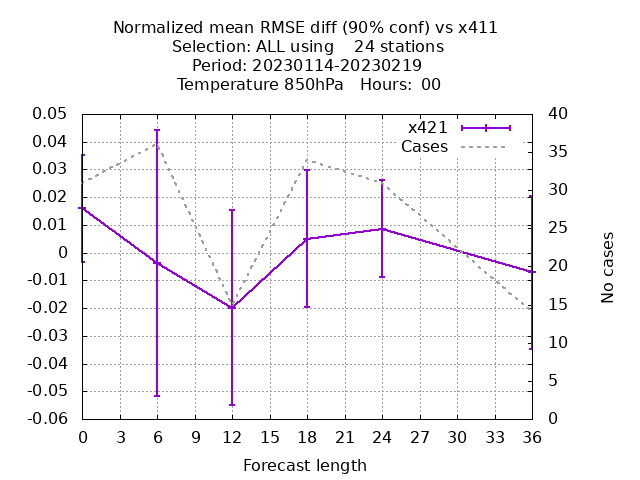 Normalized mean RMSE diff (90% conf) vs x411
Selection: ALL using    24 stations
Period: 20230114-20230219
Temperature 850hPa   Hours:  00
0.05
0.04
0.03
0.02
0.01
0
-0.01
-0.02
-0.03
-0.04
-0.05
-0.06
x421
Cases
40
35
30
25
20
15
10
5
0
No cases
0 3 6 9 12 15 18 21 24 27 30 33 36
Forecast length